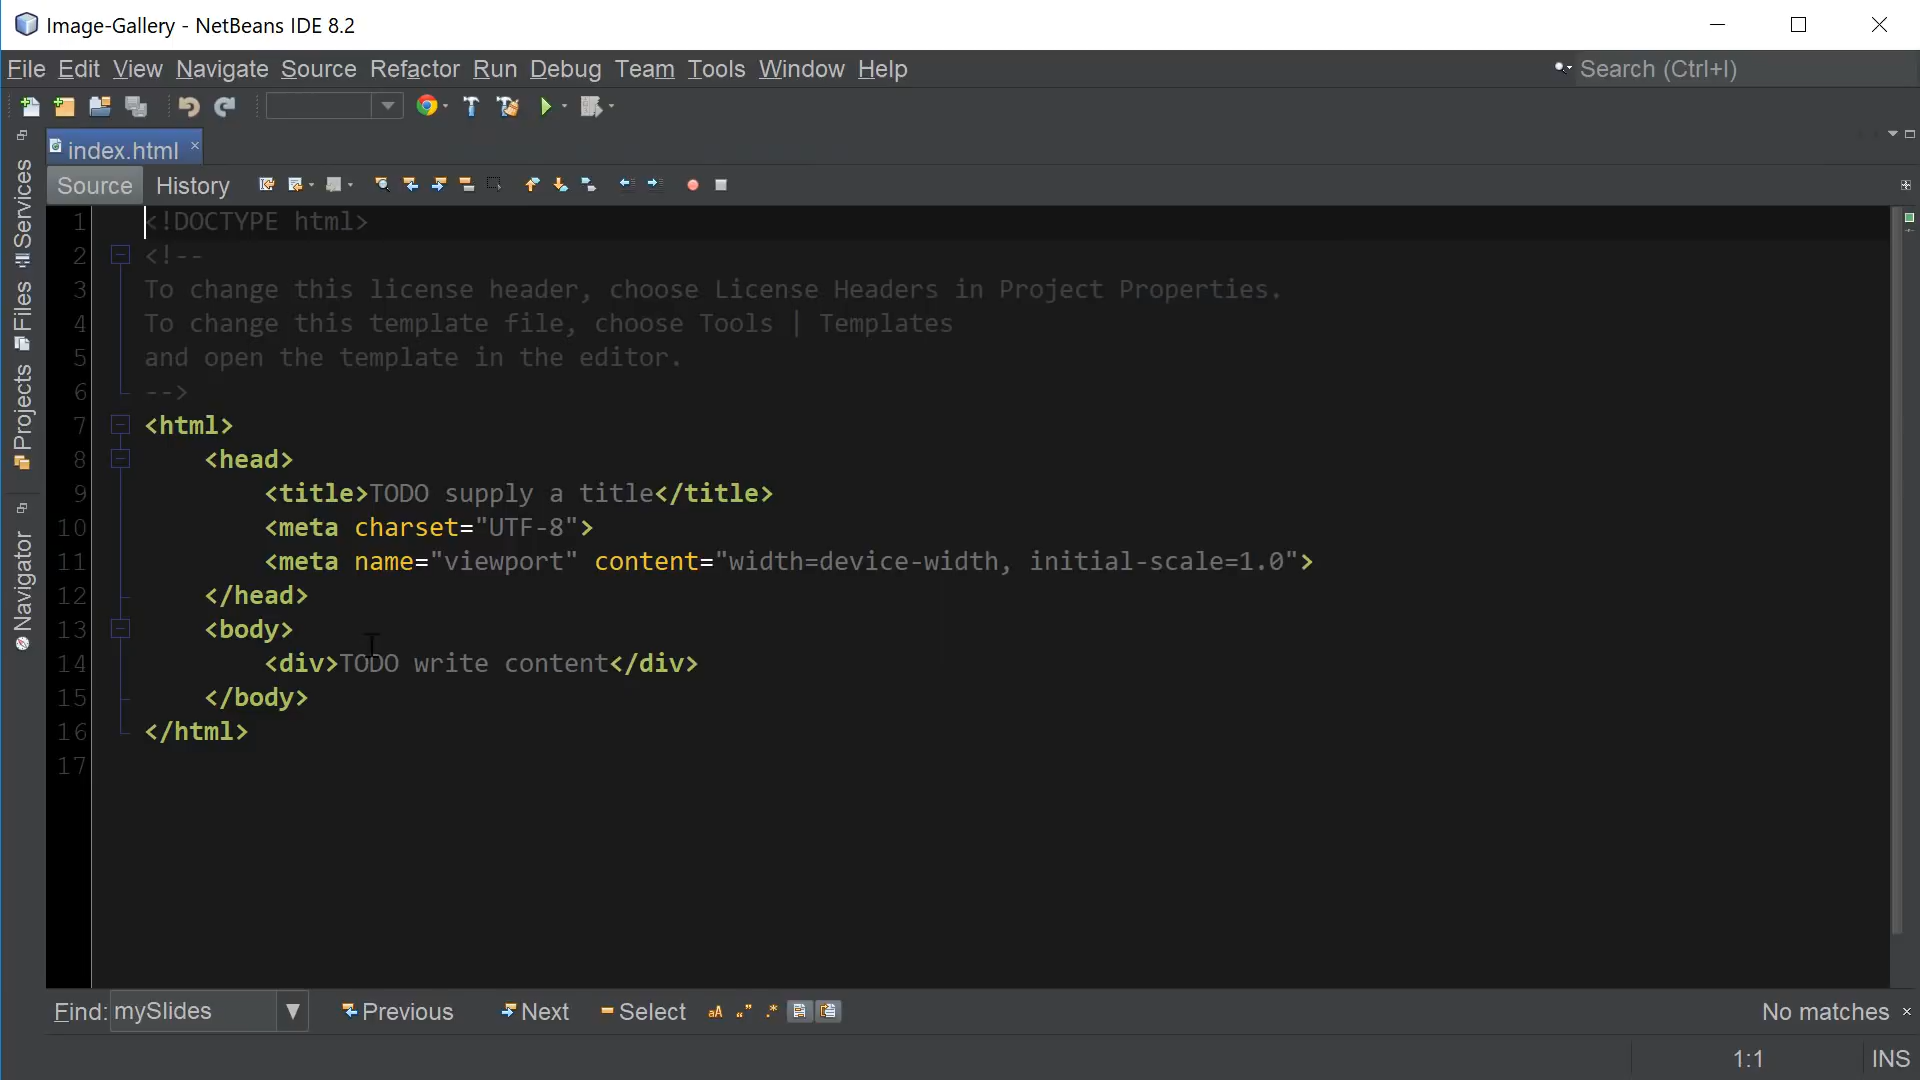 Image-Gallery - NetBeans IDE 8.2
File Edit View Navigate Source Refactor Run Debug Team Tools Window Help Search (Ctrl+I)
index.html
Source History
Services
Files
Projects
Navigator
1 <!DOCTYPE html>
2 <!--
3 To change this license header, choose License Headers in Project Properties.
4 To change this template file, choose Tools | Templates
5 and open the template in the editor.
6 -->
7 <html>
8 <head>
9 <title>TODO supply a title</title>
10 <meta charset="UTF-8">
11 <meta name="viewport" content="width=device-width, initial-scale=1.0">
12 </head>
13 <body>
14 <div>TODO write content</div>
15 </body>
16 </html>
17
Find: mySlides Previous Next Select aA “” .* No matches
1:1 INS